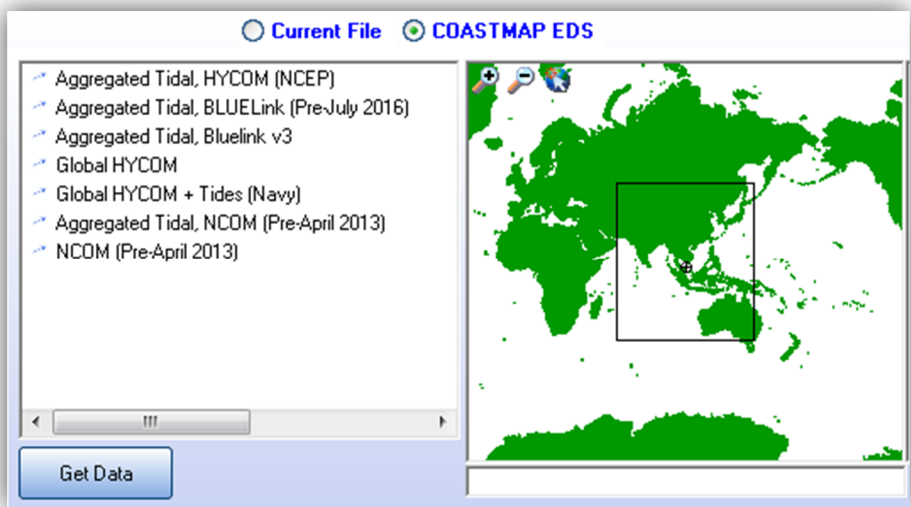 Current File COASTMAP EDS
Aggregated Tidal, HYCOM (NCEP)
Aggregated Tidal, BLUELink (Pre-July 2016)
Aggregated Tidal, Bluelink v3
Global HYCOM
Global HYCOM + Tides (Navy)
Aggregated Tidal, NCOM (Pre-April 2013)
NCOM (Pre-April 2013)
Get Data